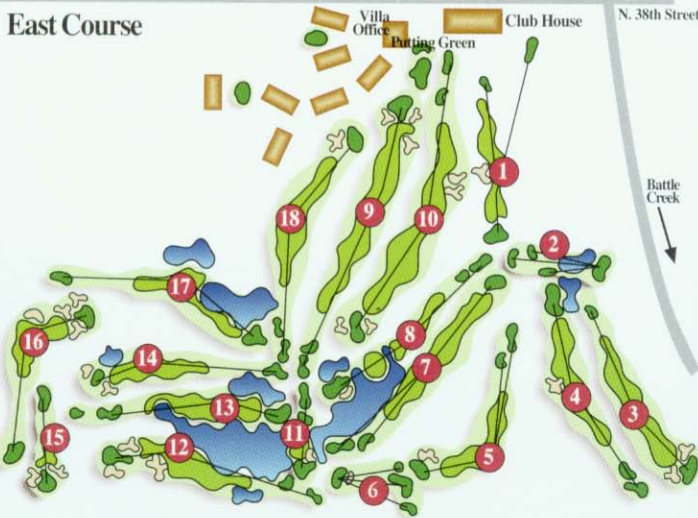 East Course
Villa
Office
Putting Green
Club House
N. 38th Street
Battle
Creek
1
2
18
9
10
17
16
8
14
7
13
4
3
15
12
11
5
6